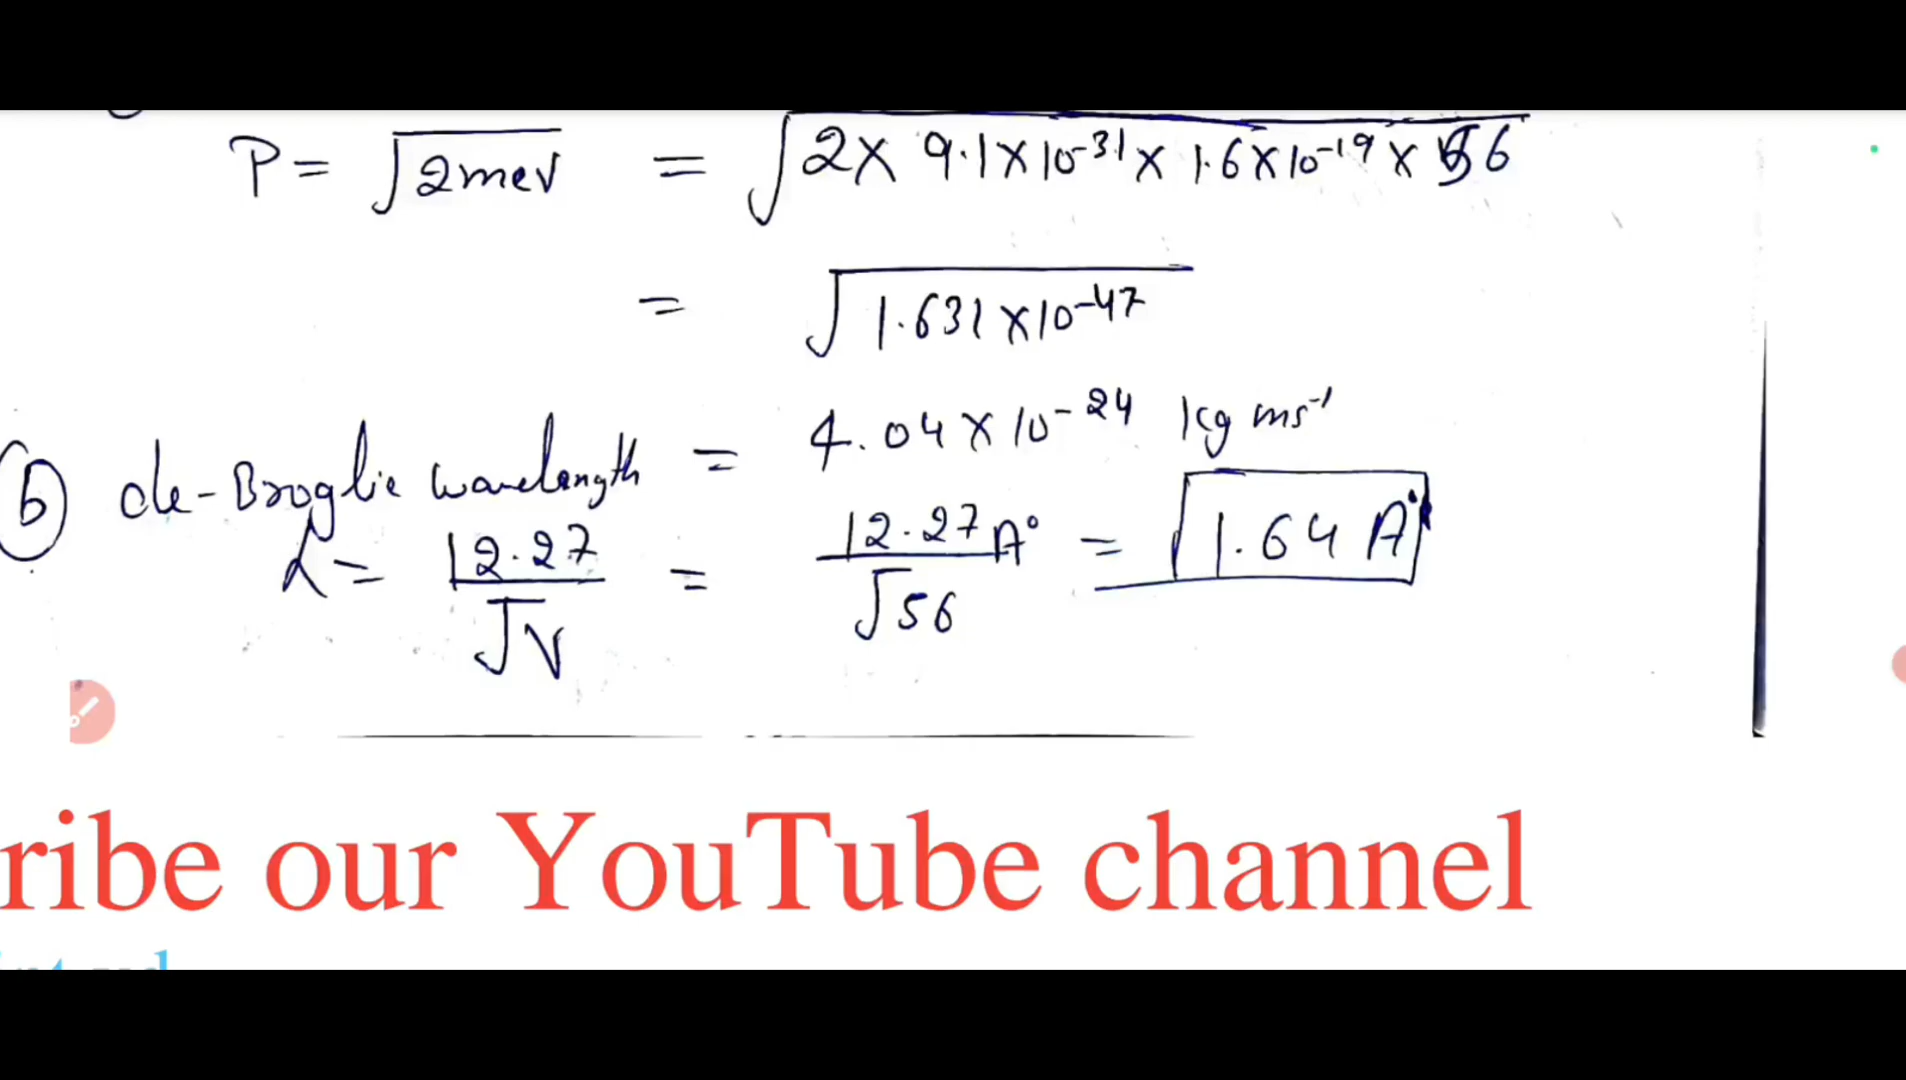 P = √2meV = √2× 9.1×10⁻³¹× 1.6×10⁻¹⁹ × 56
= √1.631×10⁻⁴⁷
= 4.04×10⁻²⁴ kg ms⁻¹
(b) de-Broglie wavelength
λ = 12.27/√V = 12.27 A°/√56 = 1.64 A°
ribe our YouTube channel